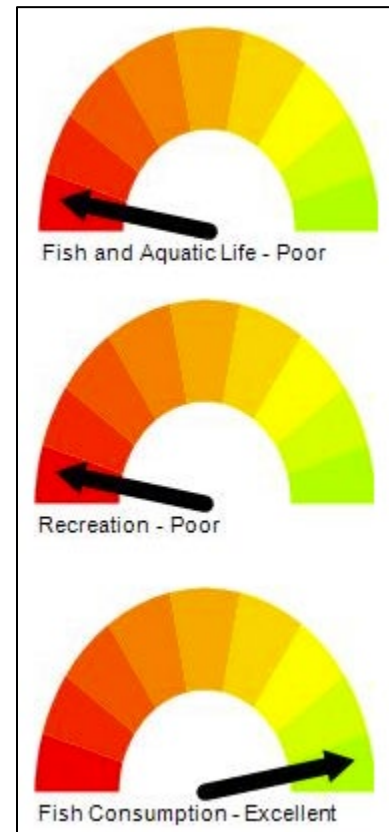 Fish and Aquatic Life - Poor
Recreation - Poor
Fish Consumption - Excellent